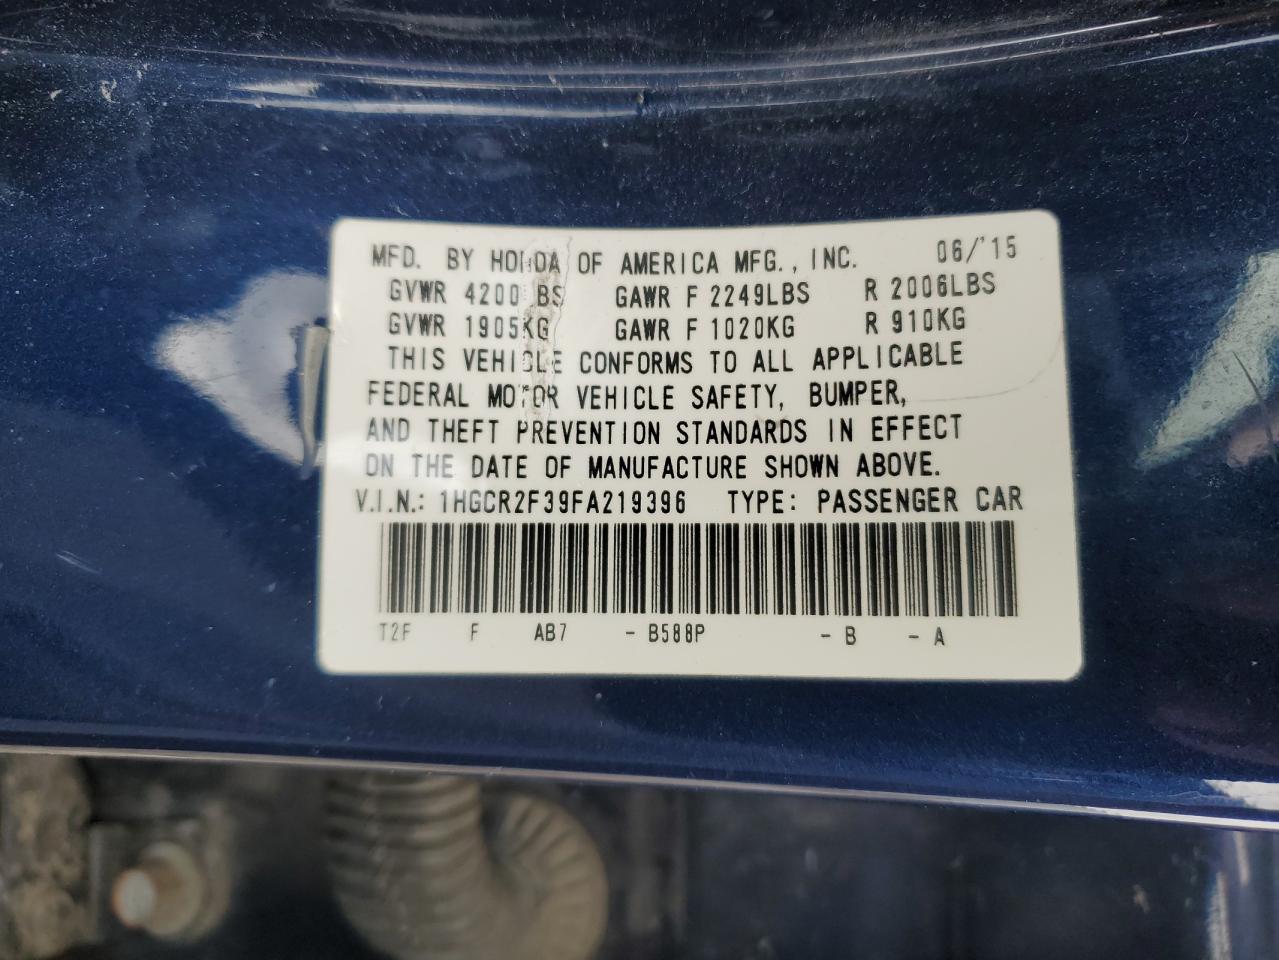 MFD. BY HONDA OF AMERICA MFG., INC. 06/'15
GVWR 4200 BS GAWR F 2249LBS R 2006LBS
GVWR 1905KG GAWR F 1020KG R 910KG
THIS VEHICLE CONFORMS TO ALL APPLICABLE
FEDERAL MOTOR VEHICLE SAFETY, BUMPER,
AND THEFT PREVENTION STANDARDS IN EFFECT
ON THE DATE OF MANUFACTURE SHOWN ABOVE.
V.I.N.: 1HGCR2F39FA219396 TYPE: PASSENGER CAR
T2F F AB7 - B588P - B - A